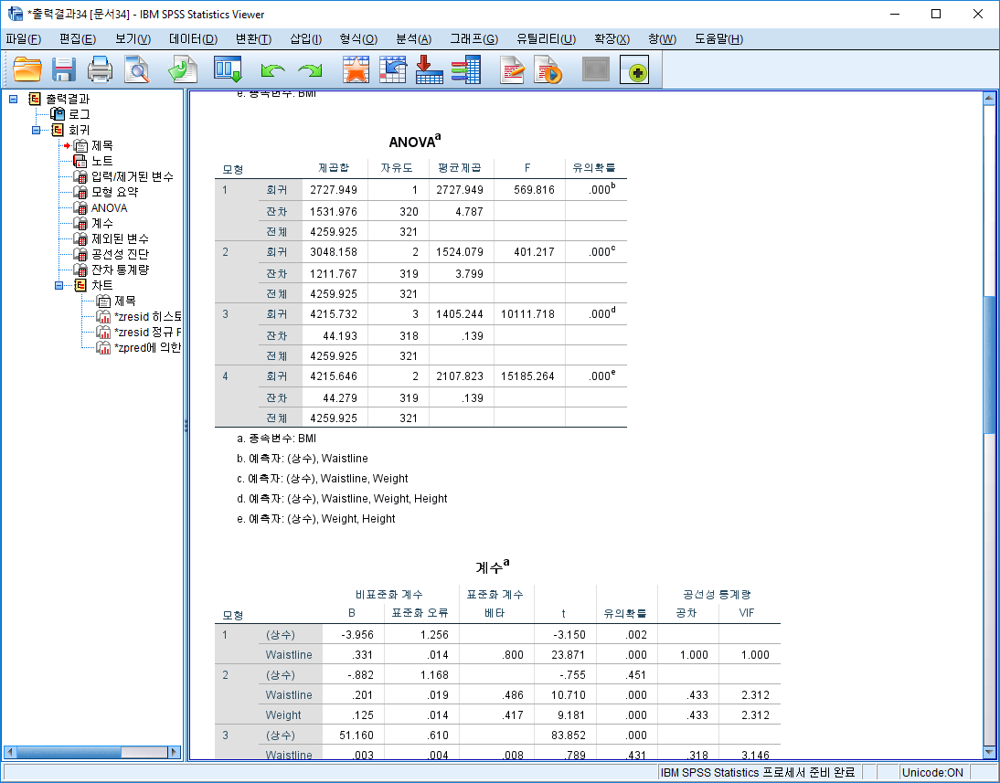 *출력결과34 [문서34] - IBM SPSS Statistics Viewer
파일(F) 편집(E) 보기(V) 데이터(D) 변환(T) 삽입(I) 형식(O) 분석(A) 그래프(G) 유틸리티(U) 확장(X) 창(W) 도움말(H)
출력결과
로그
회귀
제목
노트
입력/제거된 변수
모형 요약
ANOVA
계수
제외된 변수
공선성 진단
잔차 통계량
차트
제목
*zresid 히스토
*zresid 정규 F
*zpred에 의한
e. 종속변수: BMI
ANOVAa
모형 제곱합 자유도 평균제곱 F 유의확률
1 회귀 2727.949 1 2727.949 569.816 .000b
잔차 1531.976 320 4.787
전체 4259.925 321
2 회귀 3048.158 2 1524.079 401.217 .000c
잔차 1211.767 319 3.799
전체 4259.925 321
3 회귀 4215.732 3 1405.244 10111.718 .000d
잔차 44.193 318 .139
전체 4259.925 321
4 회귀 4215.646 2 2107.823 15185.264 .000e
잔차 44.279 319 .139
전체 4259.925 321
a. 종속변수: BMI
b. 예측자: (상수), Waistline
c. 예측자: (상수), Waistline, Weight
d. 예측자: (상수), Waistline, Weight, Height
e. 예측자: (상수), Weight, Height
계수a
비표준화 계수 표준화 계수 공선성 통계량
모형 B 표준화 오류 베타 t 유의확률 공차 VIF
1 (상수) -3.956 1.256 -3.150 .002
Waistline .331 .014 .800 23.871 .000 1.000 1.000
2 (상수) -.882 1.168 -.755 .451
Waistline .201 .019 .486 10.710 .000 .433 2.312
Weight .125 .014 .417 9.181 .000 .433 2.312
3 (상수) 51.160 .610 83.852 .000
Waistline .003 .004 .008 .789 .431 .318 3.146
IBM SPSS Statistics 프로세서 준비 완료 Unicode:ON